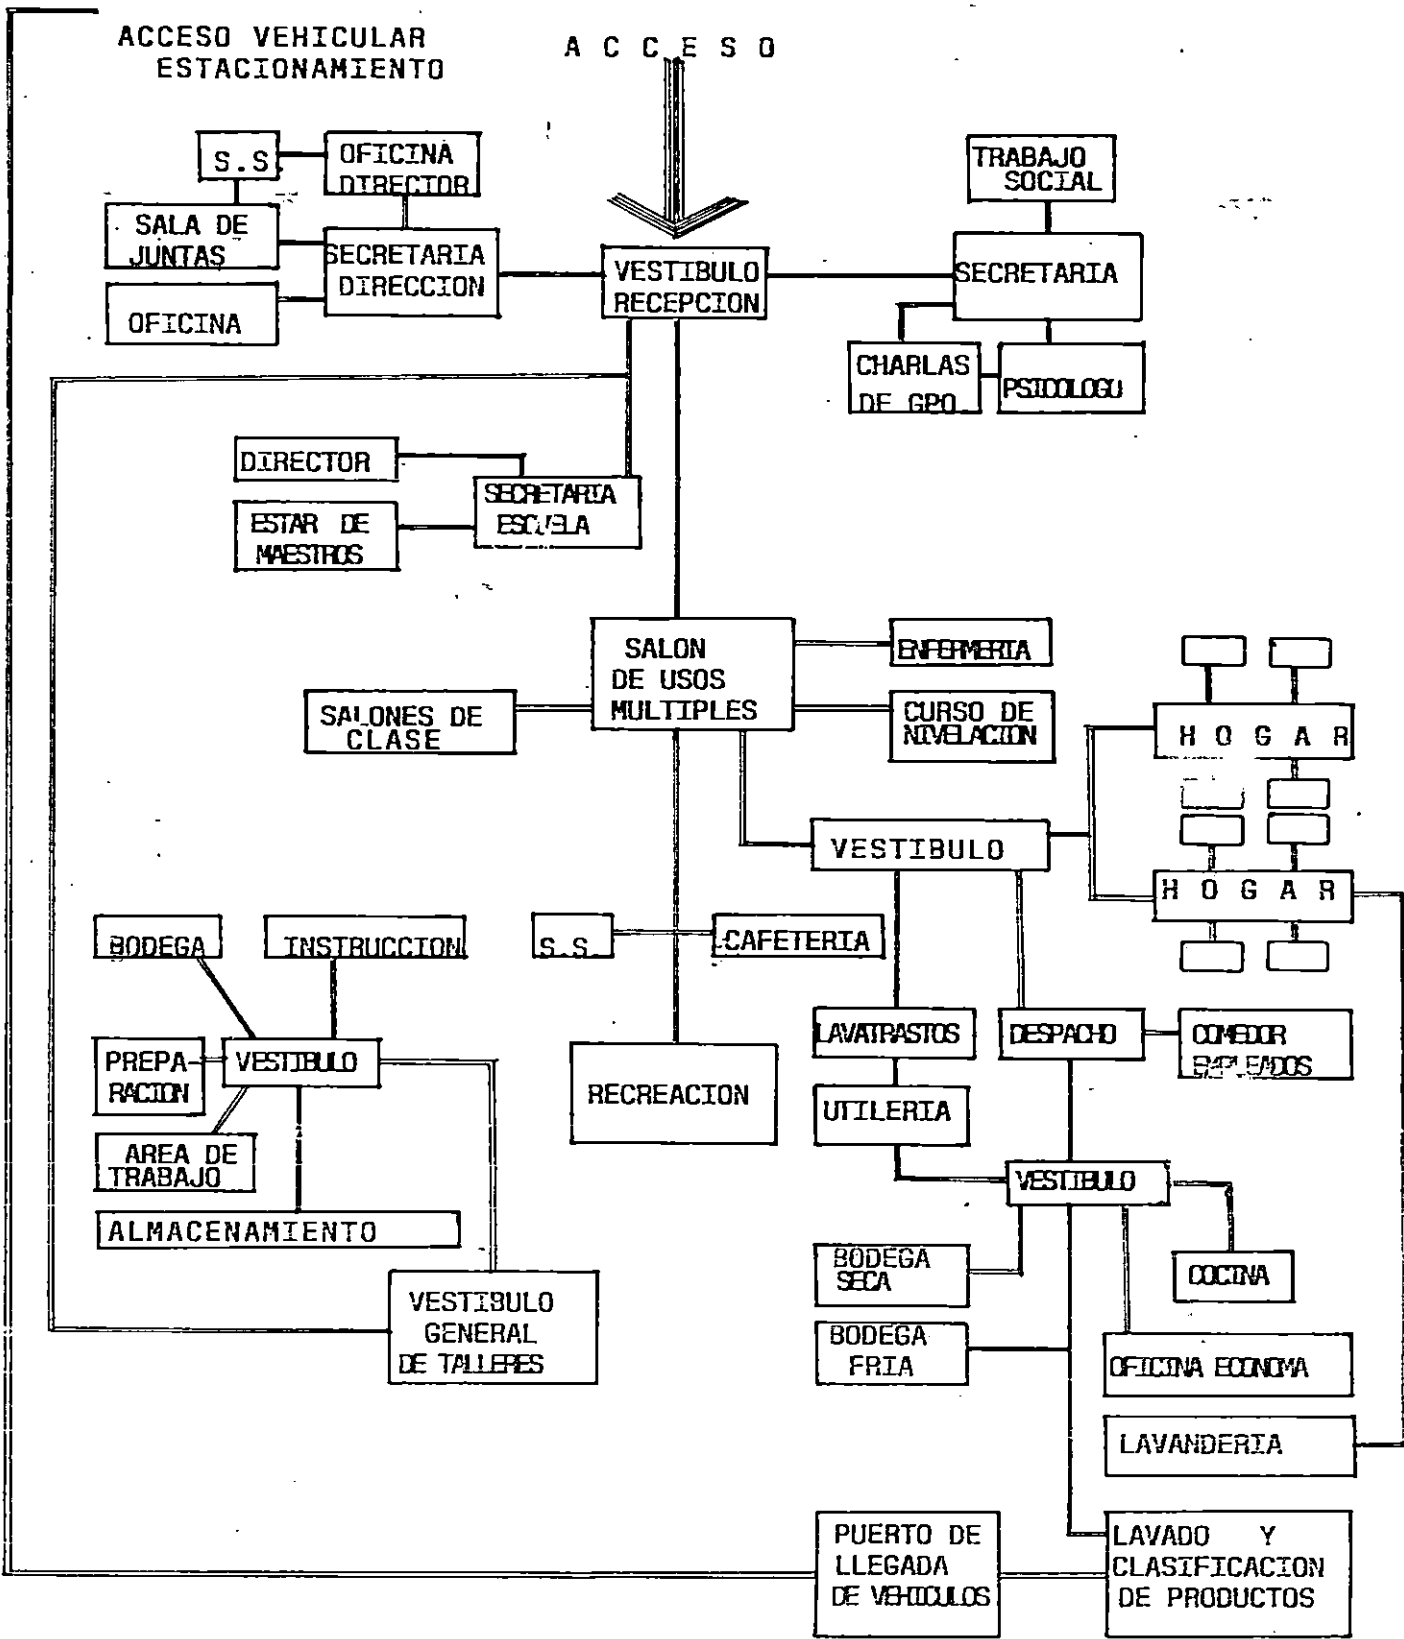 ACCESO VEHICULAR
ESTACIONAMIENTO
A C C E S O
S.S
OFICINA
DIRECTOR
TRABAJO
SOCIAL
SALA DE
JUNTAS
SECRETARIA
DIRECCION
VESTIBULO
RECEPCION
SECRETARIA
OFICINA
CHARLAS
DE GPO.
PSICOLOGO
DIRECTOR
SECRETARIA
ESCUELA
ESTAR DE
MAESTROS
SALON
DE USOS
MULTIPLES
ENFERMERIA
SALONES DE
CLASE
CURSO DE
NIVELACION
H O G A R
VESTIBULO
H O G A R
BODEGA
INSTRUCCION
S.S.
CAFETERIA
PREPA-
RACION
VESTIBULO
LAVATRASTOS
DESPACHO
COMEDOR
EMPLEADOS
RECREACION
UTILERIA
AREA DE
TRABAJO
VESTIBULO
ALMACENAMIENTO
BODEGA
SECA
COCINA
VESTIBULO
GENERAL
DE TALLERES
BODEGA
FRIA
OFICINA ECONOMA
LAVANDERIA
PUERTO DE
LLEGADA
DE VEHICULOS
LAVADO Y
CLASIFICACION
DE PRODUCTOS